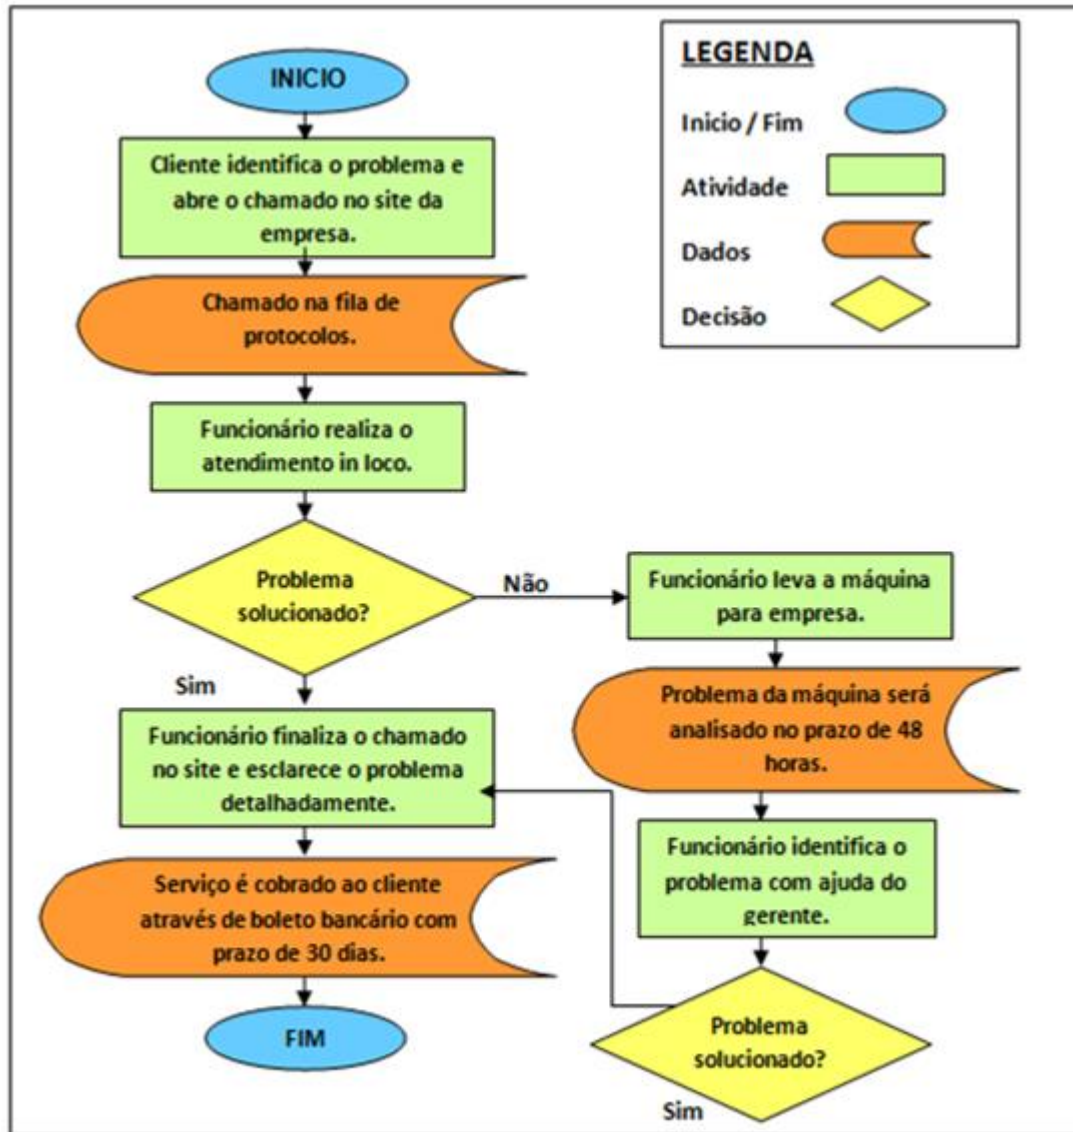 INICIO
Cliente identifica o problema e
abre o chamado no site da
empresa.
Chamado na fila de
protocolos.
Funcionário realiza o
atendimento in loco.
Problema
solucionado?
Não
Sim
Funcionário finaliza o chamado
no site e esclarece o problema
detalhadamente.
Serviço é cobrado ao cliente
através de boleto bancário com
prazo de 30 dias.
FIM
LEGENDA
Inicio / Fim
Atividade
Dados
Decisão
Funcionário leva a máquina
para empresa.
Problema da máquina será
analisado no prazo de 48
horas.
Funcionário identifica o
problema com ajuda do
gerente.
Problema
solucionado?
Sim